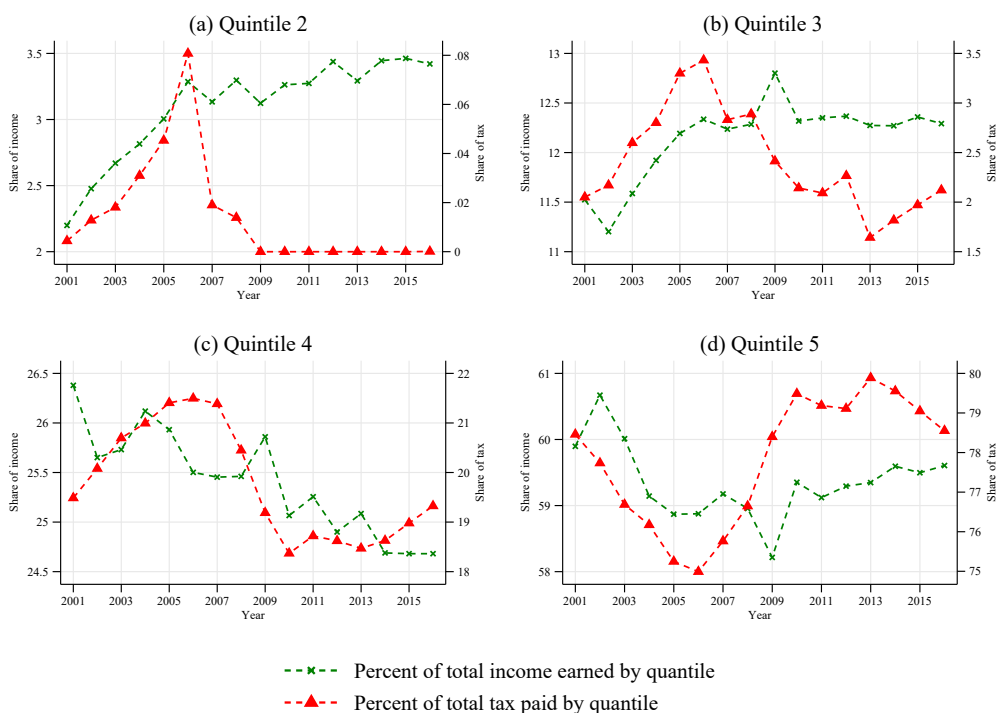 (a) Quintile 2
(b) Quintile 3
3.5
3
2.5
2
Share of income
.08
.06
.04
.02
0
Share of tax
2001 2003 2005 2007 2009 2011 2013 2015
Year
13
12.5
12
11.5
11
Share of income
3.5
3
2.5
2
1.5
Share of tax
2001 2003 2005 2007 2009 2011 2013 2015
Year
(c) Quintile 4
(d) Quintile 5
26.5
26
25.5
25
24.5
Share of income
22
21
20
19
18
Share of tax
2001 2003 2005 2007 2009 2011 2013 2015
Year
61
60
59
58
Share of income
80
79
78
77
76
75
Share of tax
2001 2003 2005 2007 2009 2011 2013 2015
Year
Percent of total income earned by quantile
Percent of total tax paid by quantile